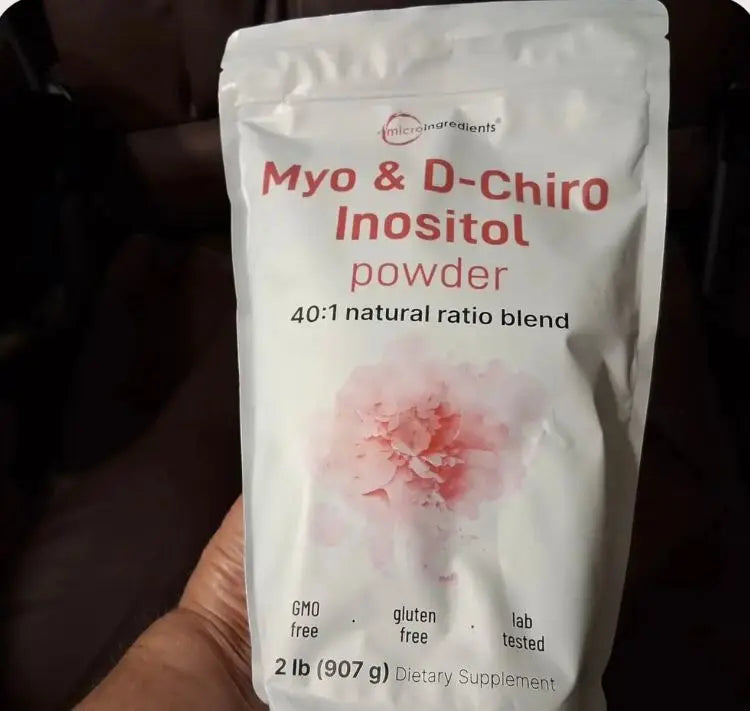 microingredients®
Myo & D-Chiro
Inositol
powder
40:1 natural ratio blend
GMO free · gluten free · lab tested
2 lb (907 g) Dietary Supplement